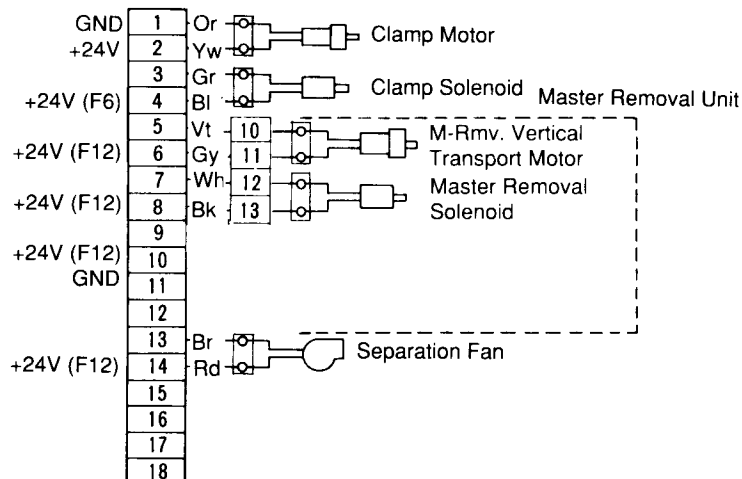 GND 1 Or Clamp Motor
+24V 2 Yw
3 Gr Clamp Solenoid
+24V (F6) 4 Bl Master Removal Unit
5 Vt 10 M-Rmv. Vertical
+24V (F12) 6 Gy 11 Transport Motor
7 Wh 12 Master Removal
+24V (F12) 8 Bk 13 Solenoid
9
+24V (F12) 10
GND 11
12
13 Br Separation Fan
+24V (F12) 14 Rd
15
16
17
18